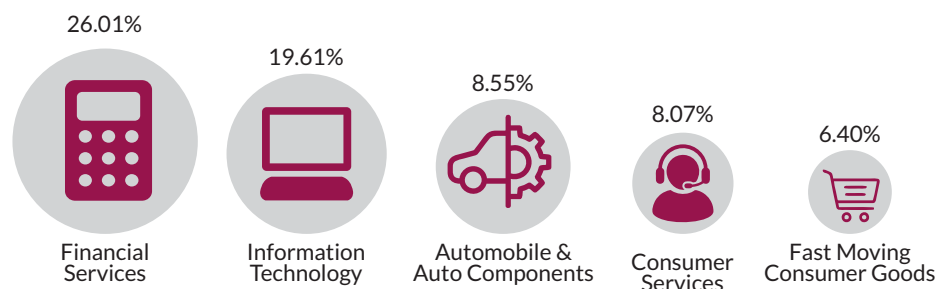 26.01%
Financial
Services
19.61%
Information
Technology
8.55%
Automobile &
Auto Components
8.07%
Consumer
Services
6.40%
Fast Moving
Consumer Goods